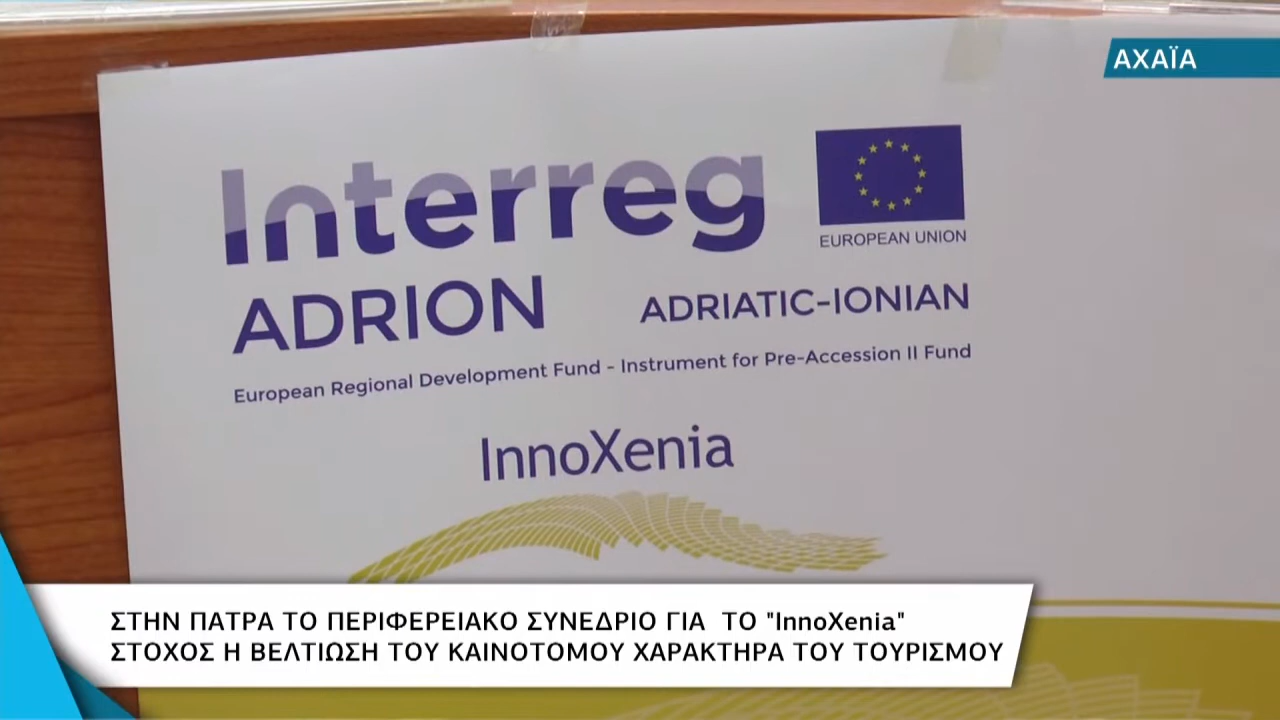 ΑΧΑΪΑ
Interreg
EUROPEAN UNION
ADRION ADRIATIC-IONIAN
European Regional Development Fund - Instrument for Pre-Accession II Fund
InnoXenia
ΣΤΗΝ ΠΑΤΡΑ ΤΟ ΠΕΡΙΦΕΡΕΙΑΚΟ ΣΥΝΕΔΡΙΟ ΓΙΑ ΤΟ "InnoXenia"
ΣΤΟΧΟΣ Η ΒΕΛΤΙΩΣΗ ΤΟΥ ΚΑΙΝΟΤΟΜΟΥ ΧΑΡΑΚΤΗΡΑ ΤΟΥ ΤΟΥΡΙΣΜΟΥ